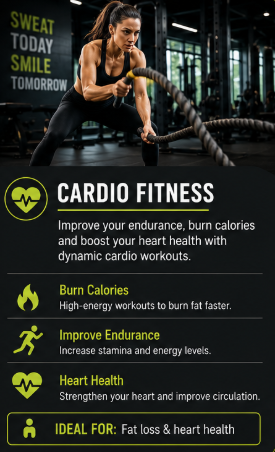 SWEAT
TODAY
SMILE
TOMORROW
CARDIO FITNESS
Improve your endurance, burn calories
and boost your heart health with
dynamic cardio workouts.
Burn Calories
High-energy workouts to burn fat faster.
Improve Endurance
Increase stamina and energy levels.
Heart Health
Strengthen your heart and improve circulation.
IDEAL FOR: Fat loss & heart health